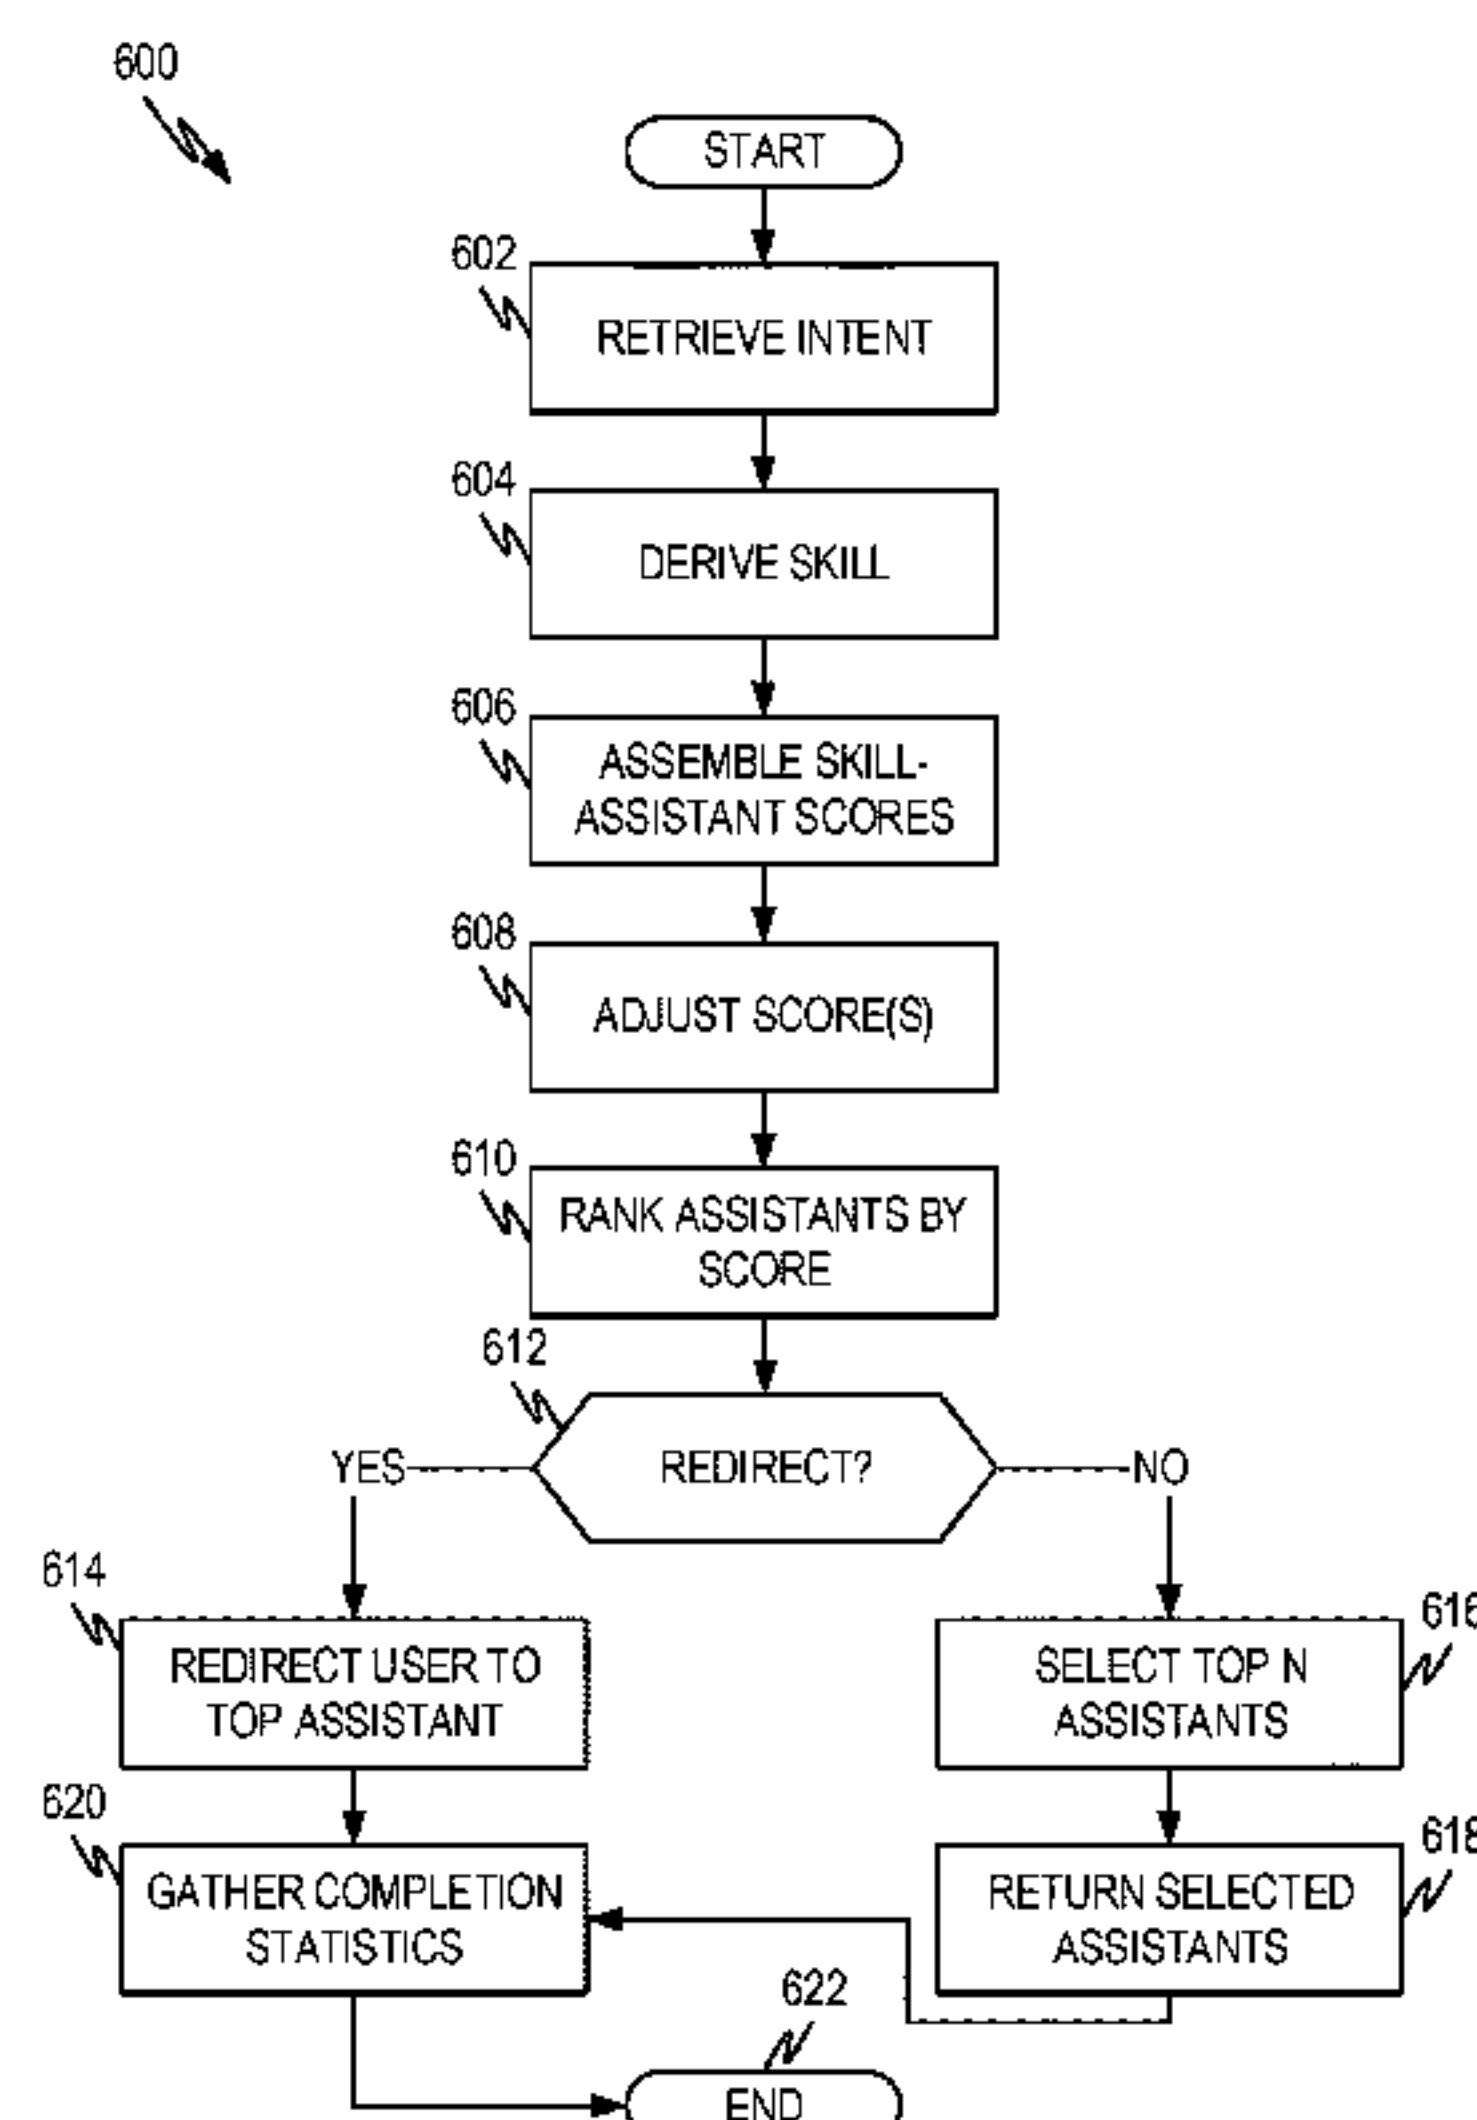 600
START
602
RETRIEVE INTENT
604
DERIVE SKILL
606
ASSEMBLE SKILL-
ASSISTANT SCORES
608
ADJUST SCORE(S)
610
RANK ASSISTANTS BY
SCORE
612
YES
REDIRECT?
NO
614
REDIRECT USER TO
TOP ASSISTANT
616
SELECT TOP N
ASSISTANTS
620
GATHER COMPLETION
STATISTICS
618
RETURN SELECTED
ASSISTANTS
622
END